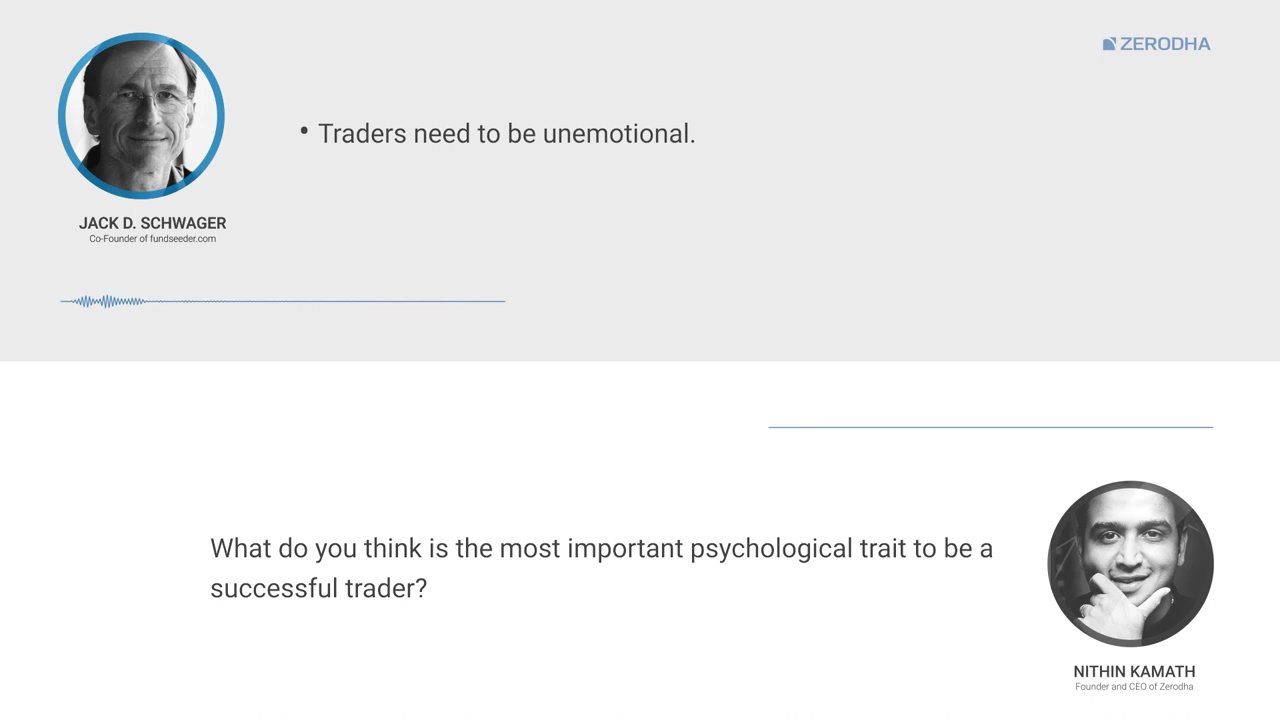 ZERODHA
• Traders need to be unemotional.
JACK D. SCHWAGER
Co-Founder of fundseeder.com
What do you think is the most important psychological trait to be a
successful trader?
NITHIN KAMATH
Founder and CEO of Zerodha